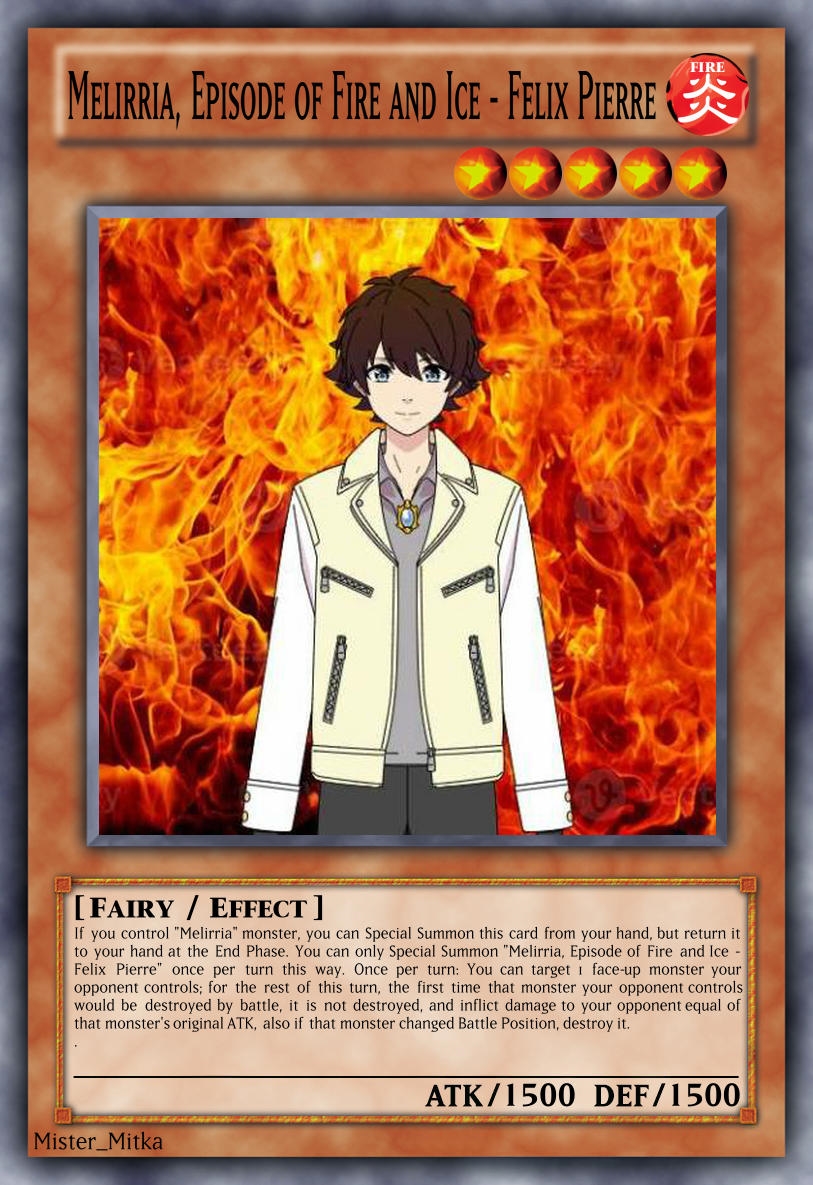 Melirria, Episode of Fire and Ice - Felix Pierre
FIRE
炎
[ Fairy / Effect ]
If you control "Melirria" monster, you can Special Summon this card from your hand, but return it
to your hand at the End Phase. You can only Special Summon "Melirria, Episode of Fire and Ice -
Felix Pierre" once per turn this way. Once per turn: You can target 1 face-up monster your
opponent controls; for the rest of this turn, the first time that monster your opponent controls
would be destroyed by battle, it is not destroyed, and inflict damage to your opponent equal of
that monster's original ATK, also if that monster changed Battle Position, destroy it.
.
ATK/1500 DEF/1500
Mister_Mitka